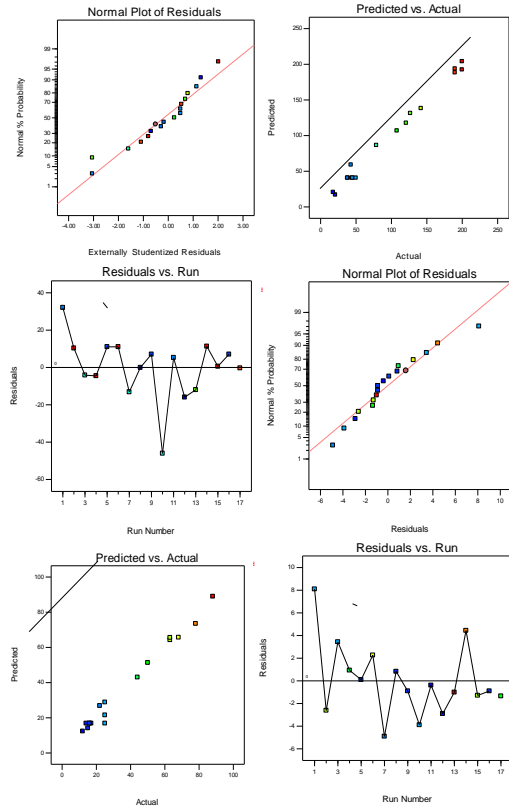 Normal Plot of Residuals
Normal % Probability
99
95
90
80
70
50
30
20
10
5
1
-4.00 -3.00 -2.00 -1.00 0.00 1.00 2.00 3.00
Externally Studentized Residuals
Predicted vs. Actual
Predicted
250
200
150
100
50
0
0 50 100 150 200 250
Actual
Residuals vs. Run
Residuals
40
20
0
-20
-40
-60
1 3 5 7 9 11 13 15 17
Run Number
Normal Plot of Residuals
Normal % Probability
99
95
90
80
70
50
30
20
10
5
1
-6 -4 -2 0 2 4 6 8 10
Residuals
Predicted vs. Actual
Predicted
100
80
60
40
20
0
0 20 40 60 80 100
Actual
Residuals vs. Run
Residuals
8
6
4
2
0
-2
-4
-6
1 3 5 7 9 11 13 15 17
Run Number